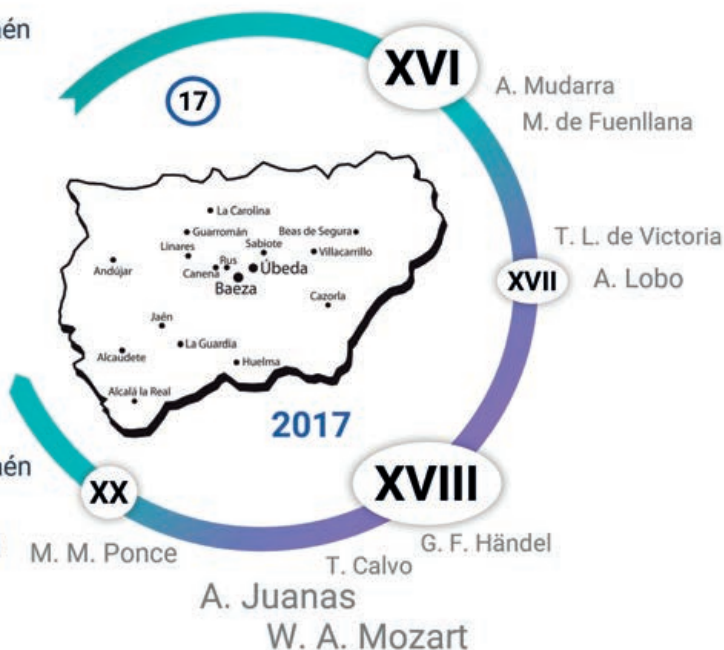 XVI
A. Mudarra
M. de Fuenllana
17
La Carolina
Guarromán
Beas de Segura
Linares
Sabiote
Villacarrillo
Rus
Andújar
Canena
Úbeda
Baeza
T. L. de Victoria
XVII
A. Lobo
Cazorla
Jaén
La Guardia
Alcaudete
Huelma
Alcalá la Real
2017
XVIII
XX
M. M. Ponce
G. F. Händel
T. Calvo
A. Juanas
W. A. Mozart